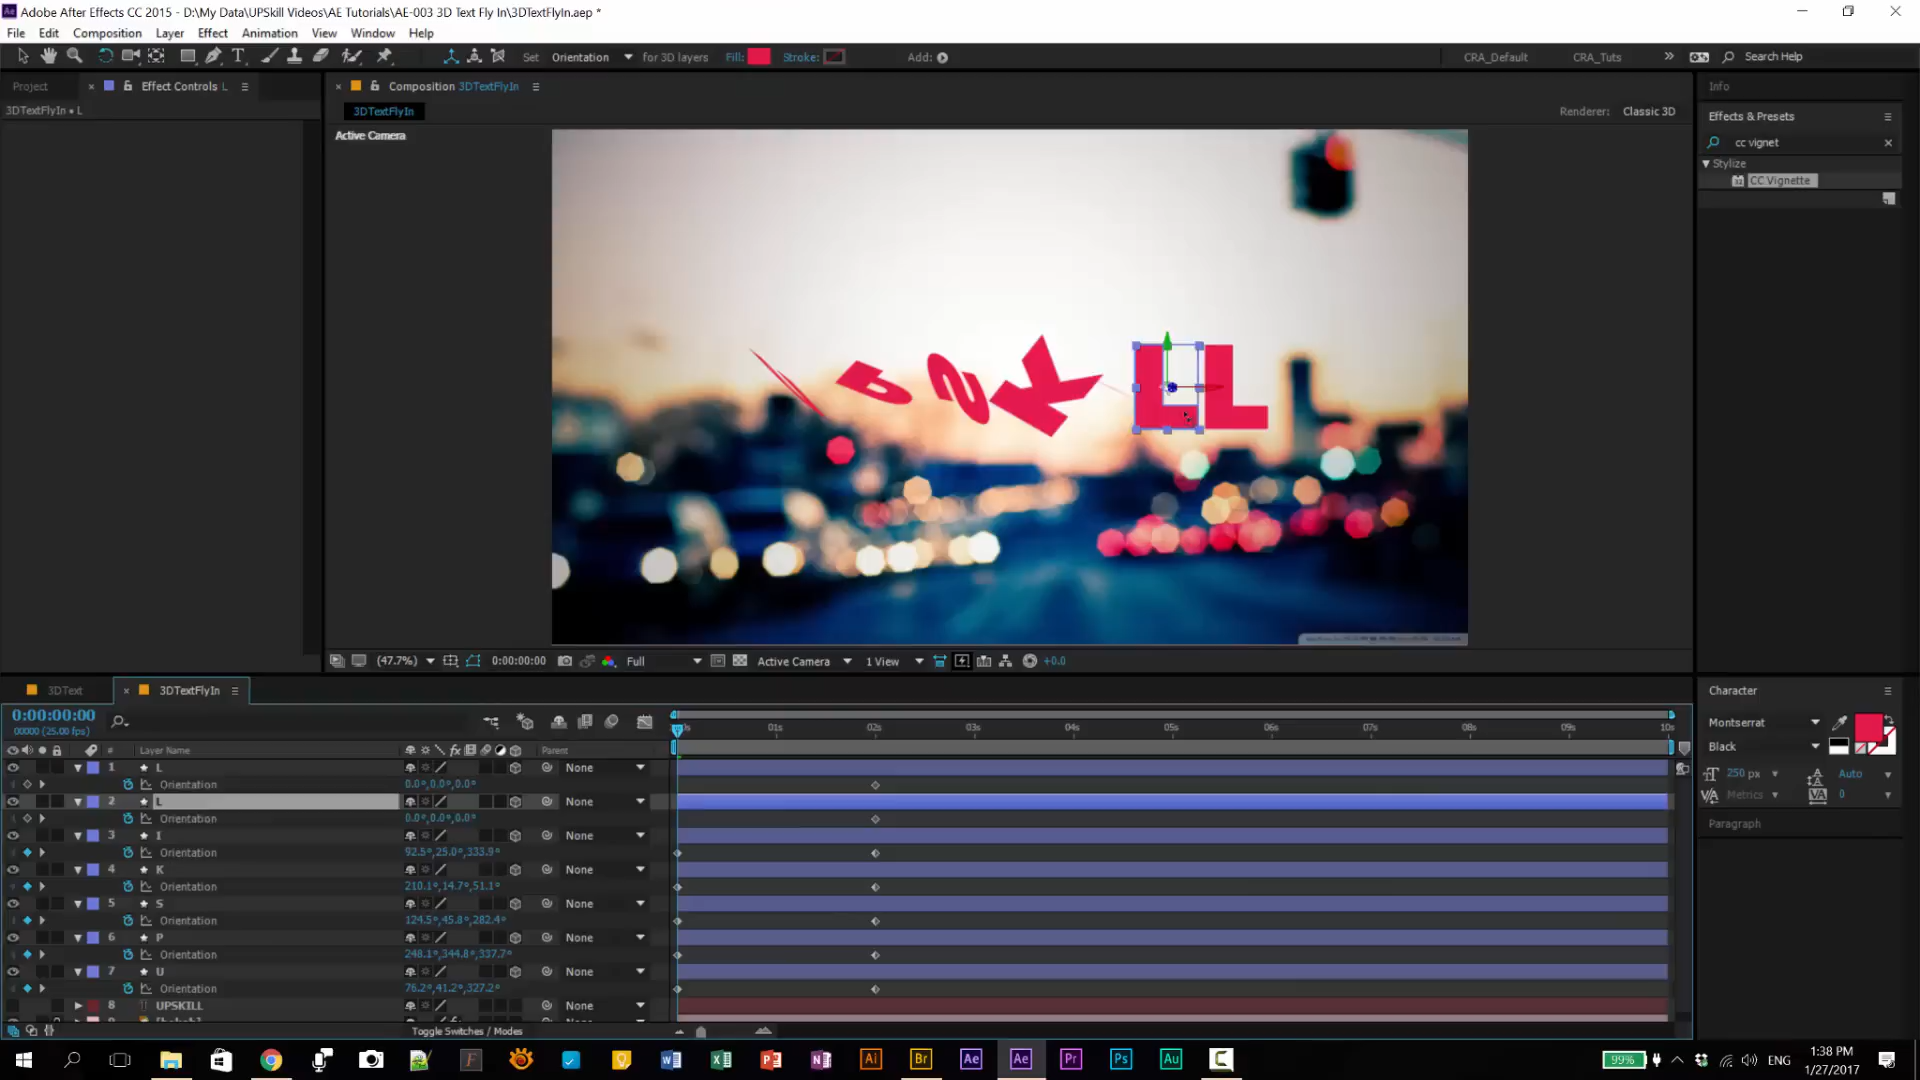 Adobe After Effects CC 2015 - D:\My Data\UPSkill Videos\AE Tutorials\AE-003 3D Text Fly In\3DTextFlyIn.aep *
File Edit Composition Layer Effect Animation View Window Help
Set Orientation for 3D layers Fill: Stroke: Add: CRA_Default CRA_Tuts Search Help
Project Effect Controls L Composition 3DTextFlyIn Info
3DTextFlyIn • L 3DTextFlyIn Renderer: Classic 3D
Effects & Presets
Active Camera
cc vignet
Stylize
CC Vignette
U P S K L L
(47.7%) 0:00:00:00 Full Active Camera 1 View +0.0
3DText 3DTextFlyIn Character
0:00:00:00
00000 (25.00 fps)
01s 02s 03s 04s 05s 06s 07s 08s 09s 10s
Montserrat
Black
# Layer Name Parent
1 L None
Orientation 0.0°,0.0°,0.0°
250 px Auto
Metrics 0
2 L None
Orientation 0.0°,0.0°,0.0°
Paragraph
3 I None
Orientation 92.5°,25.0°,333.9°
4 K None
Orientation 210.1°,14.7°,51.1°
5 S None
Orientation 124.5°,45.8°,282.4°
6 P None
Orientation 248.1°,344.8°,337.7°
7 U None
Orientation 76.2°,41.2°,327.2°
8 UPSKILL None
Toggle Switches / Modes
99% ENG 1:38 PM
1/27/2017